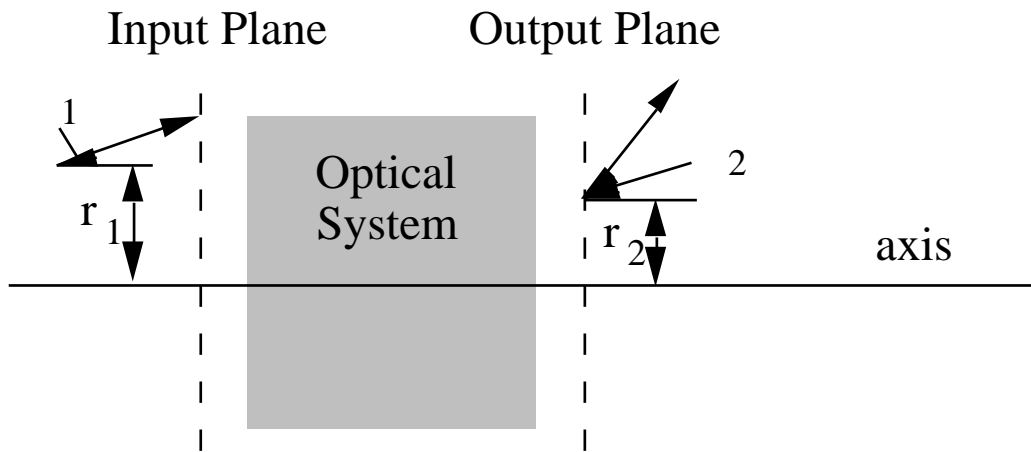 Input Plane
Output Plane
1
r 1
Optical
System
2
r 2
axis